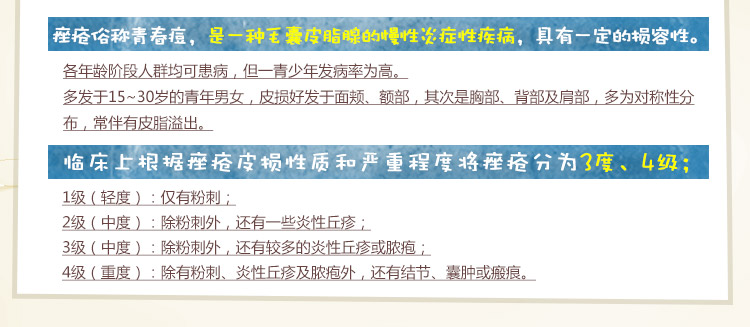 痤疮俗称青春痘，是一种毛囊皮脂腺的慢性炎症性疾病，具有一定的损容性。
各年龄阶段人群均可患病，但一青少年发病率为高。
多发于15~30岁的青年男女，皮损好发于面颊、额部，其次是胸部、背部及肩部，多为对称性分
布，常伴有皮脂溢出。
临床上根据痤疮皮损性质和严重程度将痤疮分为3度、4级；
1级（轻度）：仅有粉刺；
2级（中度）：除粉刺外，还有一些炎性丘疹；
3级（中度）：除粉刺外，还有较多的炎性丘疹或脓疱；
4级（重度）：除有粉刺、炎性丘疹及脓疱外，还有结节、囊肿或瘢痕。